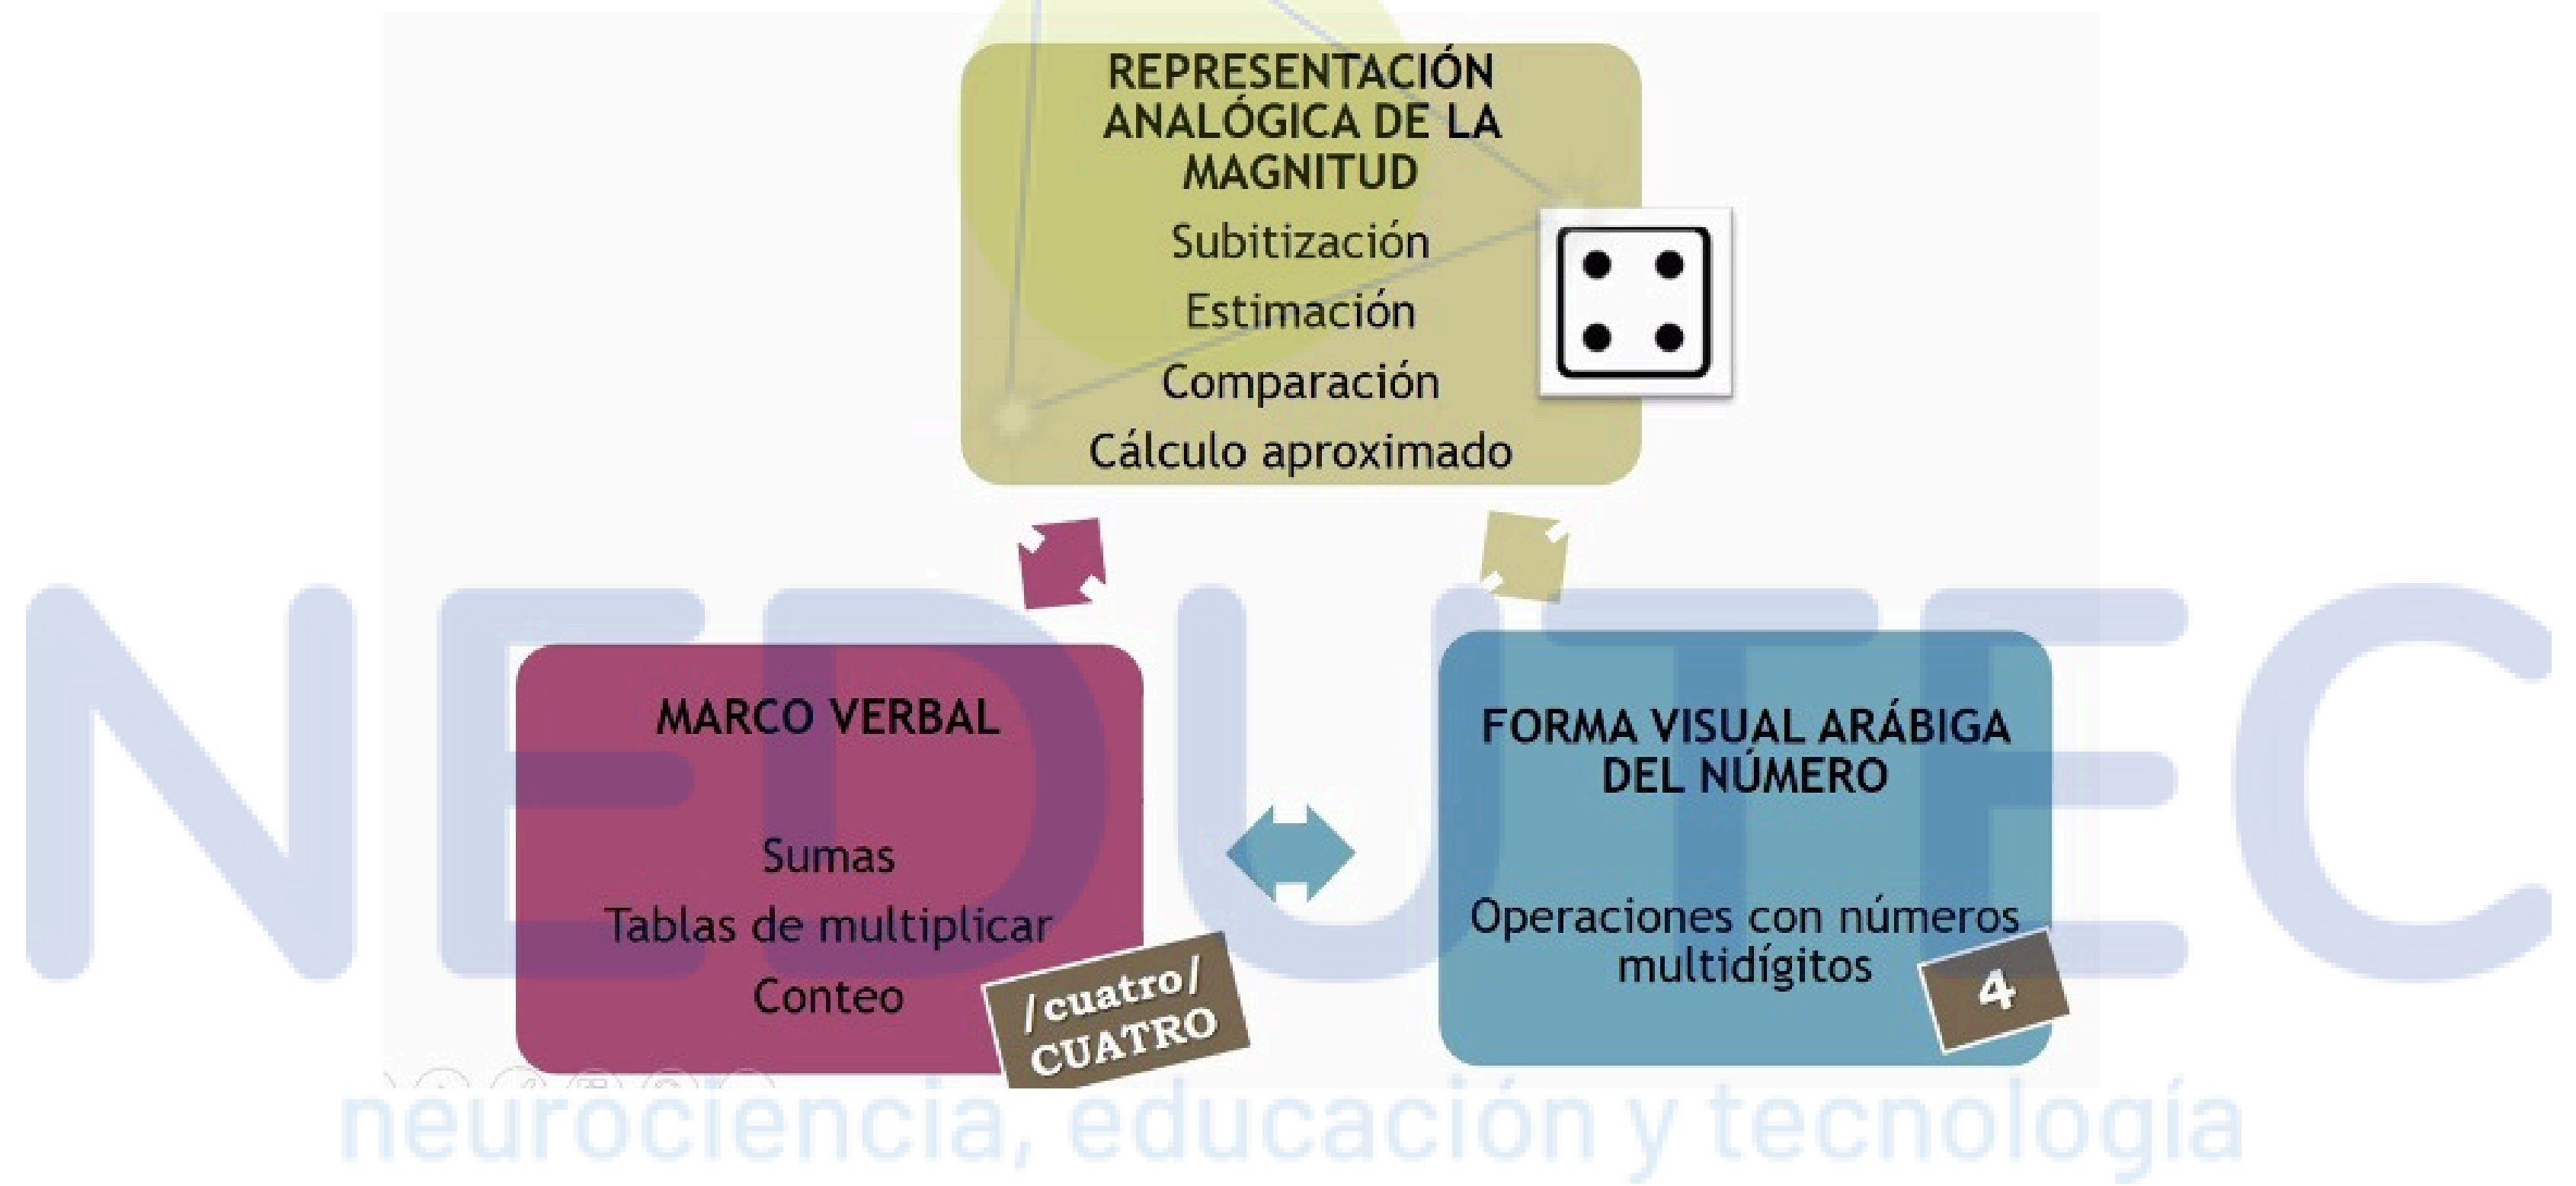 REPRESENTACIÓN
ANALÓGICA DE LA
MAGNITUD
Subitización
Estimación
Comparación
Cálculo aproximado
MARCO VERBAL
Sumas
Tablas de multiplicar
Conteo
/cuatro/
CUATRO
FORMA VISUAL ARÁBIGA
DEL NÚMERO
Operaciones con números
multidígitos
4
NEDUTEC
neurociencia, educación y tecnología